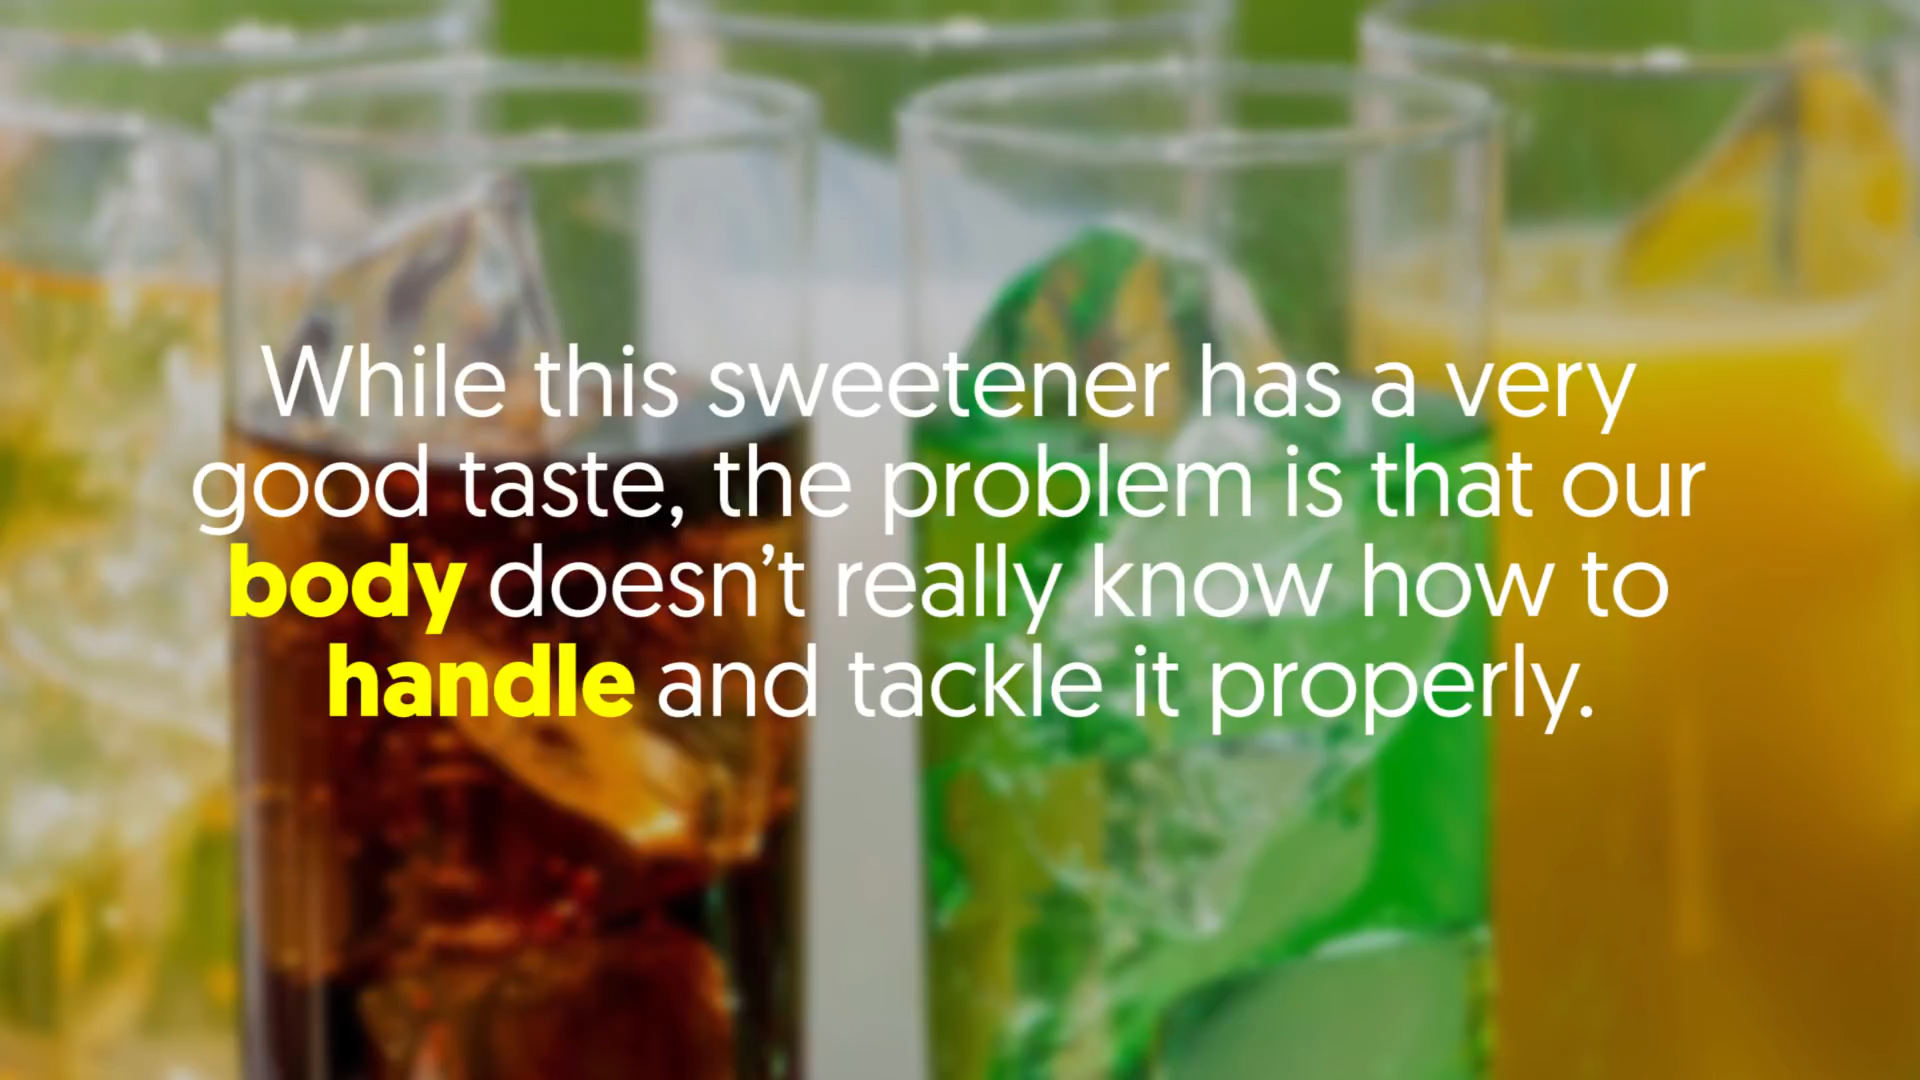 While this sweetener has a very
good taste, the problem is that our
body doesn’t really know how to
handle and tackle it properly.